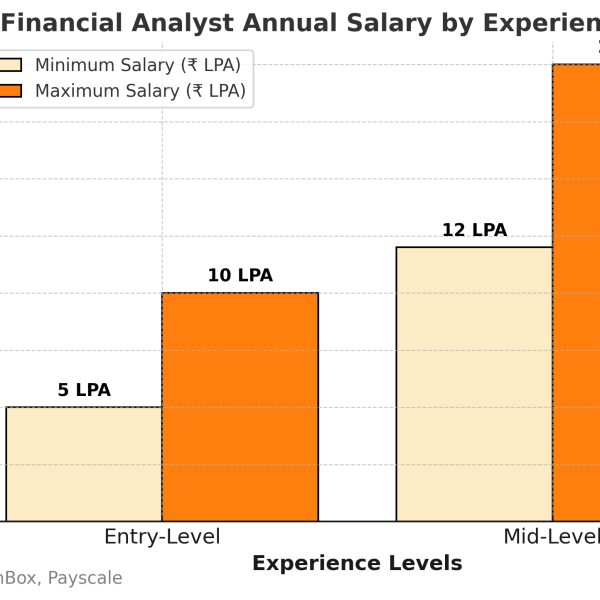 Financial Analyst Annual Salary by Experien
Minimum Salary (₹ LPA)
Maximum Salary (₹ LPA)
12 LPA
10 LPA
5 LPA
Entry-Level
Mid-Level
Experience Levels
nBox, Payscale